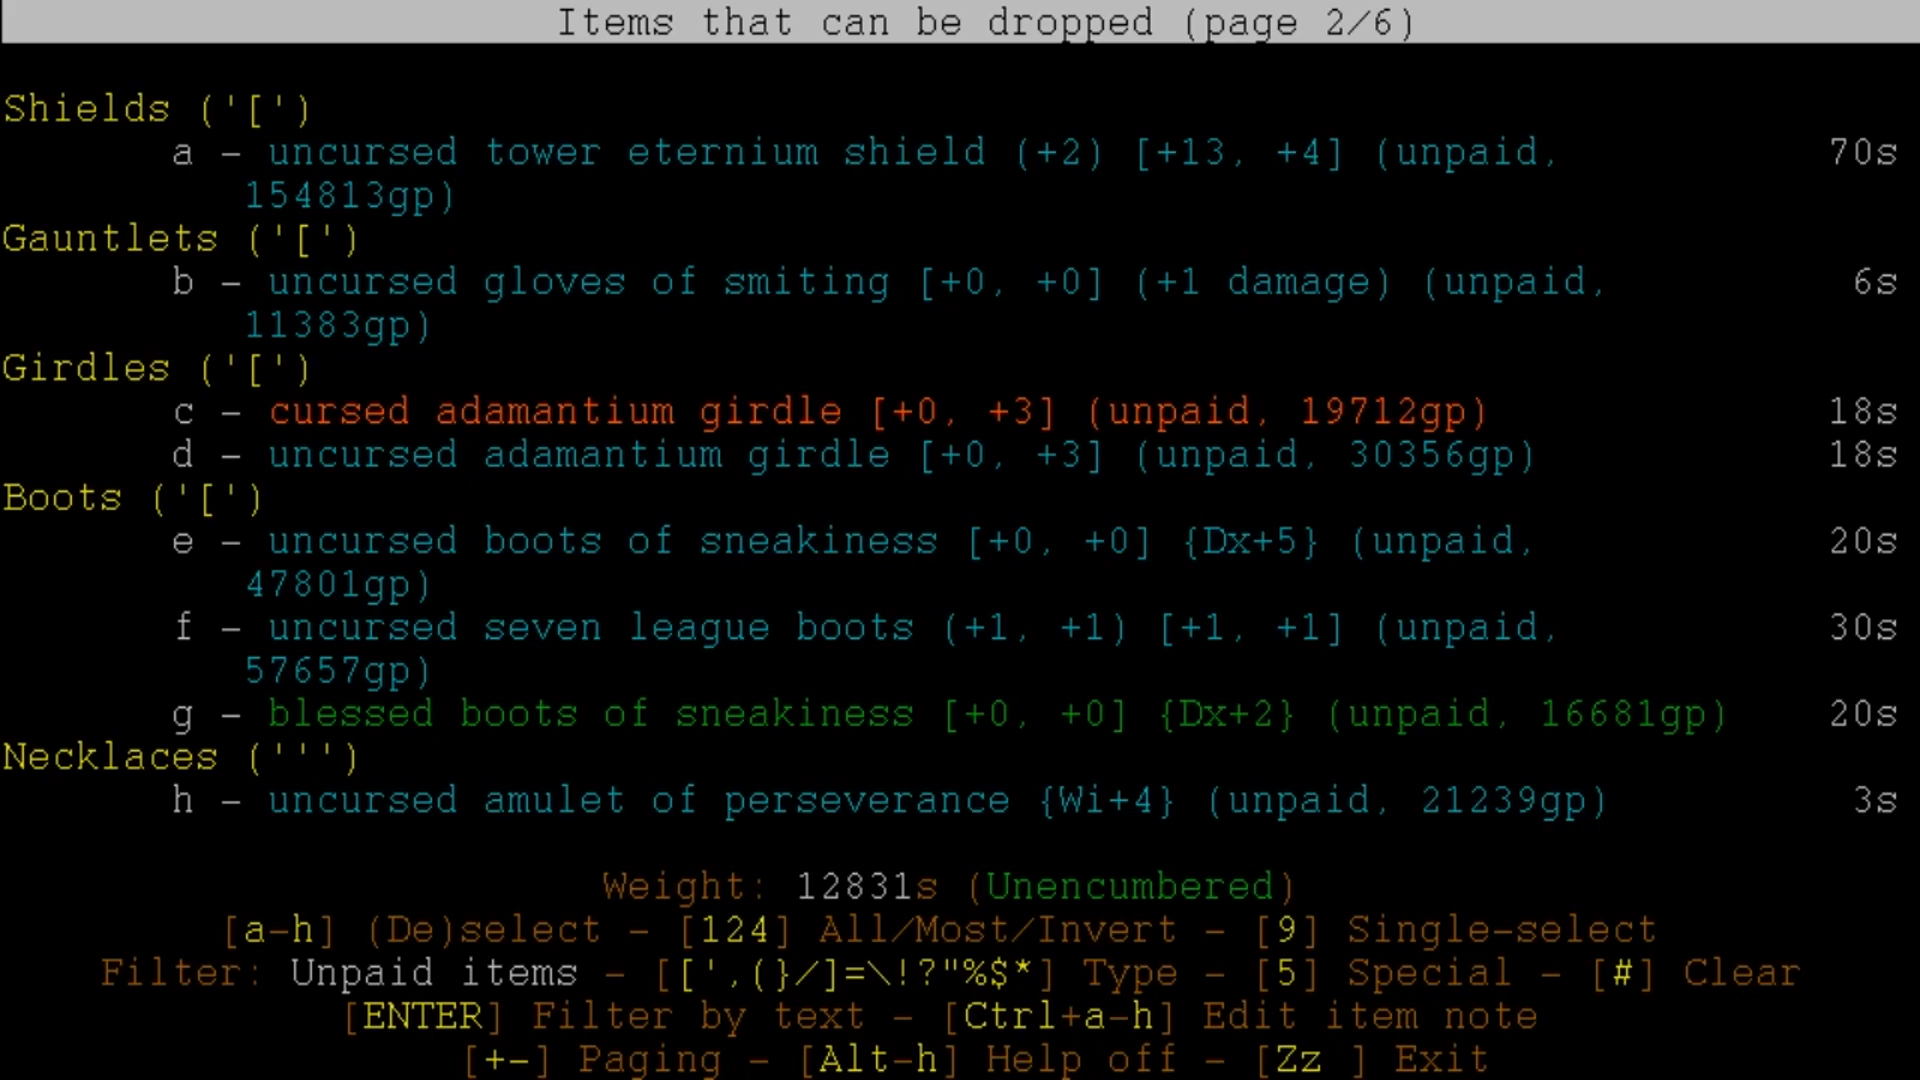 Items that can be dropped (page 2/6)
Shields ('[')
a - uncursed tower eternium shield (+2) [+13, +4] (unpaid, 70s
154813gp)
Gauntlets ('[')
b - uncursed gloves of smiting [+0, +0] (+1 damage) (unpaid, 6s
11383gp)
Girdles ('[')
c - cursed adamantium girdle [+0, +3] (unpaid, 19712gp) 18s
d - uncursed adamantium girdle [+0, +3] (unpaid, 30356gp) 18s
Boots ('[')
e - uncursed boots of sneakiness [+0, +0] {Dx+5} (unpaid, 20s
47801gp)
f - uncursed seven league boots (+1, +1) [+1, +1] (unpaid, 30s
57657gp)
g - blessed boots of sneakiness [+0, +0] {Dx+2} (unpaid, 16681gp) 20s
Necklaces (''')
h - uncursed amulet of perseverance {Wi+4} (unpaid, 21239gp) 3s
Weight: 12831s (Unencumbered)
[a-h] (De)select - [124] All/Most/Invert - [9] Single-select
Filter: Unpaid items - [[',(}/]=\!?"%$*] Type - [5] Special - [#] Clear
[ENTER] Filter by text - [Ctrl+a-h] Edit item note
[+-] Paging - [Alt-h] Help off - [Zz ] Exit